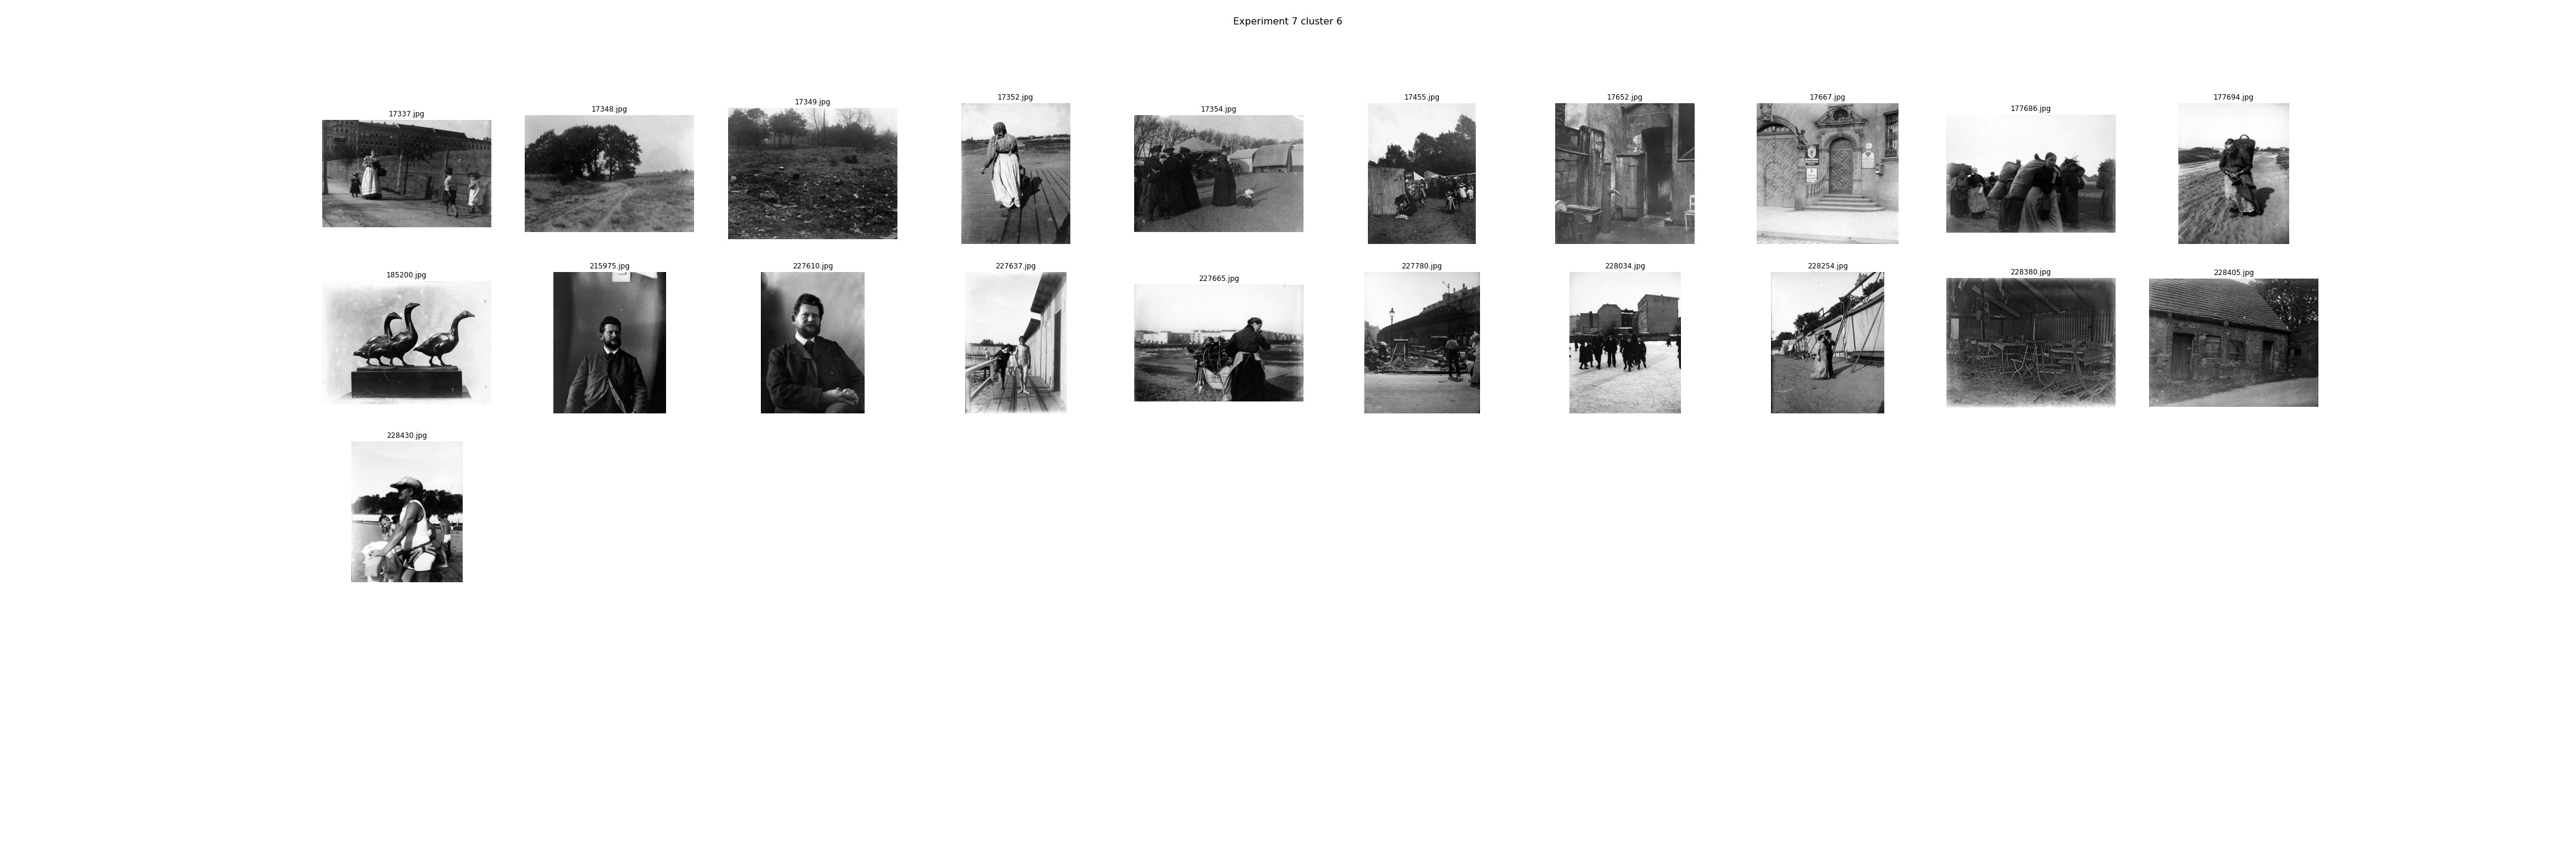 Experiment 7 cluster 6
17337.jpg
17348.jpg
17349.jpg
17352.jpg
17354.jpg
17455.jpg
17652.jpg
17667.jpg
177686.jpg
177694.jpg
185200.jpg
215975.jpg
227610.jpg
227637.jpg
227665.jpg
227780.jpg
228034.jpg
228254.jpg
228380.jpg
228405.jpg
228430.jpg